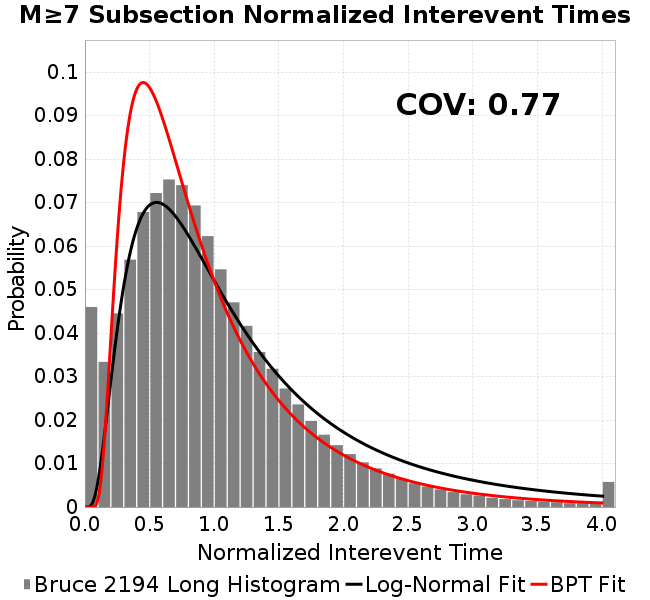 M≥7 Subsection Normalized Interevent Times
COV: 0.77
Probability
0.1
0.09
0.08
0.07
0.06
0.05
0.04
0.03
0.02
0.01
0
0.0 0.5 1.0 1.5 2.0 2.5 3.0 3.5 4.0
Normalized Interevent Time
Bruce 2194 Long Histogram Log-Normal Fit BPT Fit